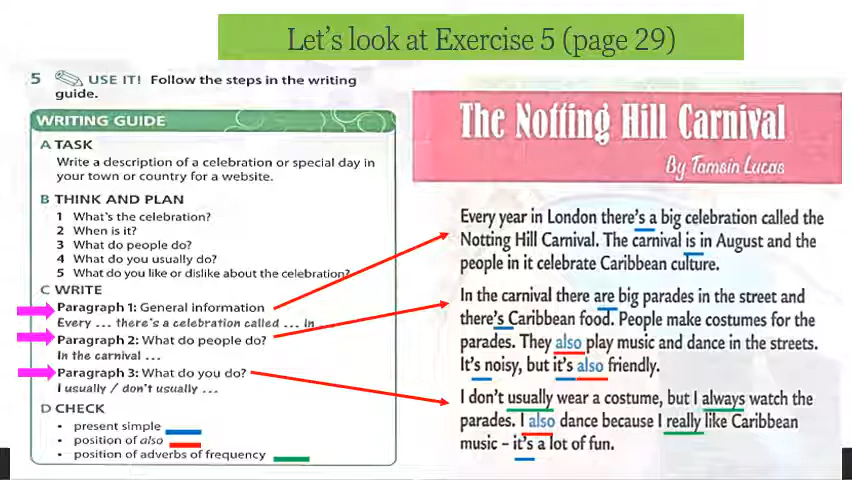 Let's look at Exercise 5 (page 29)
5 USE IT! Follow the steps in the writing
guide.
WRITING GUIDE
A TASK
Write a description of a celebration or special day in
your town or country for a website.
B THINK AND PLAN
1 What's the celebration?
2 When is it?
3 What do people do?
4 What do you usually do?
5 What do you like or dislike about the celebration?
C WRITE
Paragraph 1: General information
Every ... there's a celebration called ... in
Paragraph 2: What do people do?
In the carnival ...
Paragraph 3: What do you do?
I usually / don't usually ...
D CHECK
• present simple
• position of also
• position of adverbs of frequency
The Notting Hill Carnival
By Tamsin Lucas
Every year in London there's a big celebration called the
Notting Hill Carnival. The carnival is in August and the
people in it celebrate Caribbean culture.
In the carnival there are big parades in the street and
there's Caribbean food. People make costumes for the
parades. They also play music and dance in the streets.
It's noisy, but it's also friendly.
I don't usually wear a costume, but I always watch the
parades. I also dance because I really like Caribbean
music – it's a lot of fun.